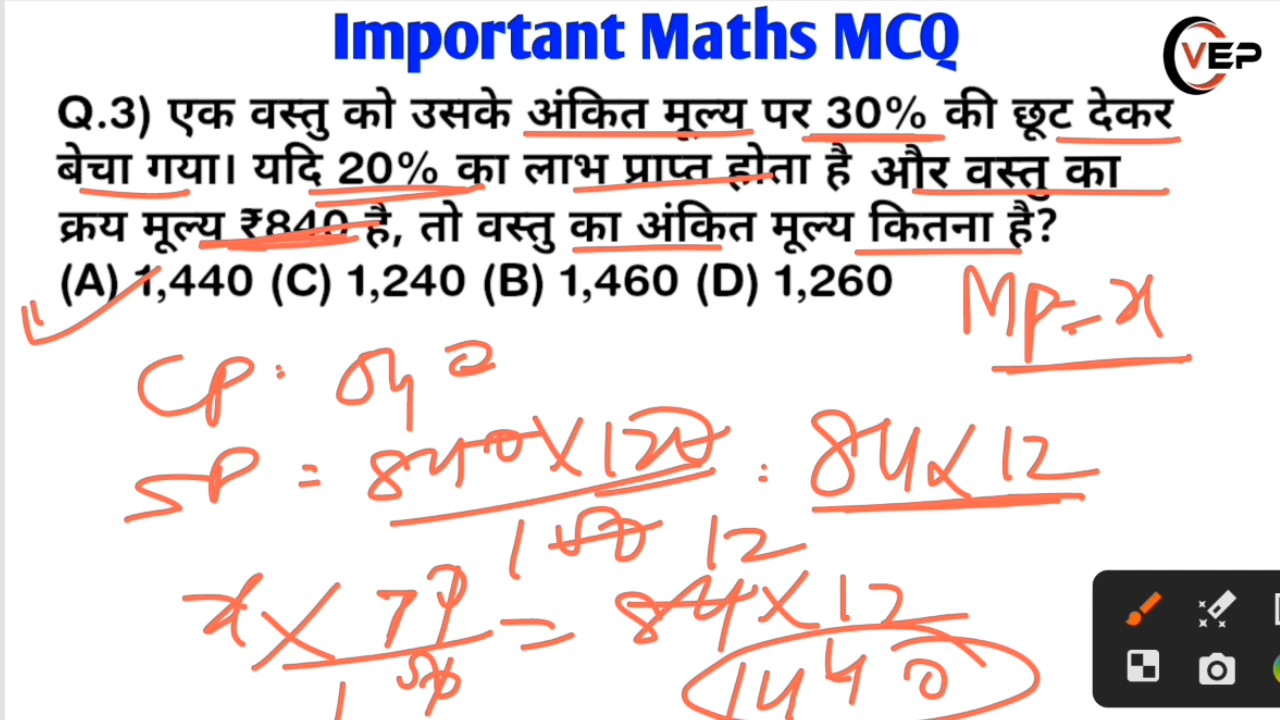 Important Maths MCQ
VEP
Q.3) एक वस्तु को उसके अंकित मूल्य पर 30% की छूट देकर
बेचा गया। यदि 20% का लाभ प्राप्त होता है और वस्तु का
क्रय मूल्य ₹840 है, तो वस्तु का अंकित मूल्य कितना है?
(A) 1,440 (C) 1,240 (B) 1,460 (D) 1,260
MP = x
CP : 840
SP = 840 × 120 : 84 × 12
100 12
x × 70 = 84 × 12
100 1440